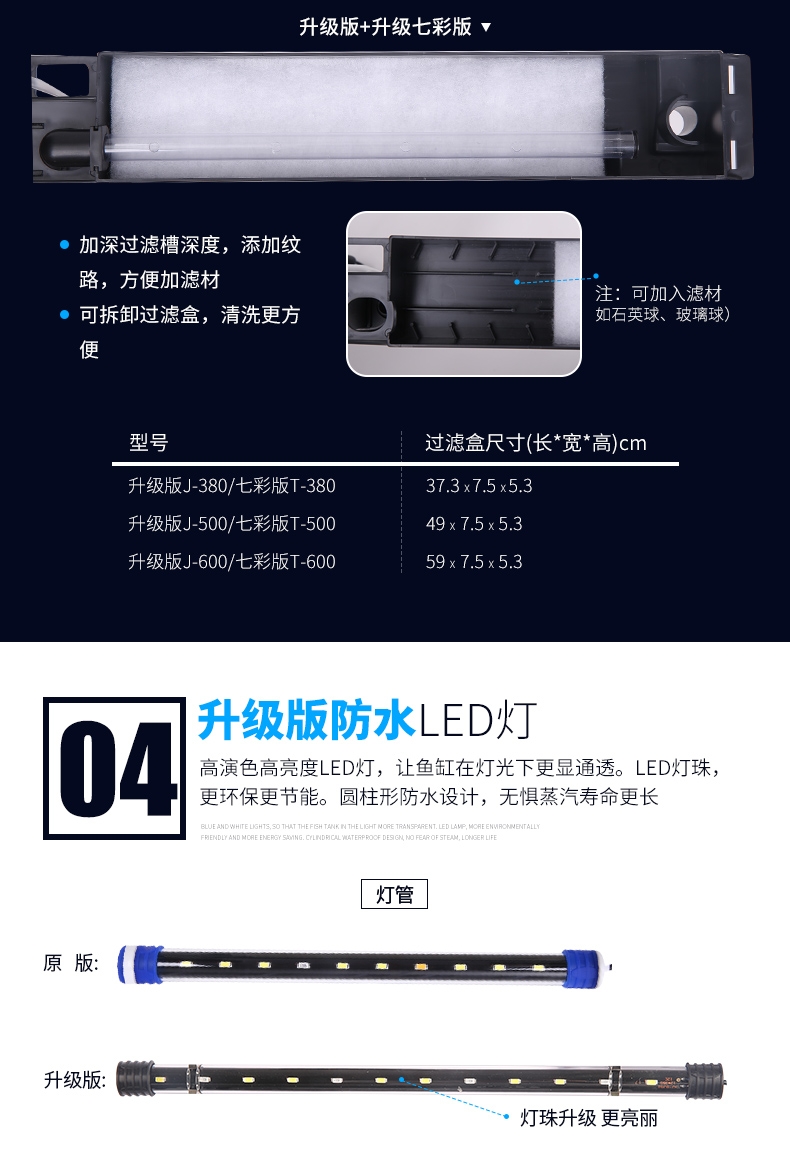 升级版+升级七彩版 ▼
加深过滤槽深度，添加纹
路，方便加滤材
可拆卸过滤盒，清洗更方
便
注：可加入滤材
如石英球、玻璃球）
型号 过滤盒尺寸(长*宽*高)cm
升级版J-380/七彩版T-380 37.3 x 7.5 x 5.3
升级版J-500/七彩版T-500 49 x 7.5 x 5.3
升级版J-600/七彩版T-600 59 x 7.5 x 5.3
04
升级版防水LED灯
高演色高亮度LED灯，让鱼缸在灯光下更显通透。LED灯珠，
更环保更节能。圆柱形防水设计，无惧蒸汽寿命更长
BLUE AND WHITE LIGHTS, SO THAT THE FISH TANK IN THE LIGHT MORE TRANSPARENT. LED LAMP, MORE ENVIRONMENTALLY
FRIENDLY AND MORE ENERGY SAVING. CYLINDRICAL WATERPROOF DESIGN, NO FEAR OF STEAM, LONGER LIFE
灯管
原 版:
升级版:
灯珠升级 更亮丽